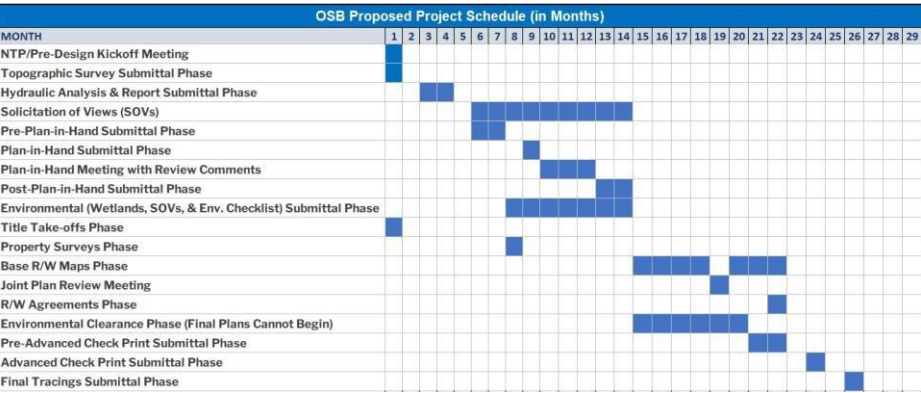 OSB Proposed Project Schedule (in Months)
MONTH 1 2 3 4 5 6 7 8 9 10 11 12 13 14 15 16 17 18 19 20 21 22 23 24 25 26 27 28 29
NTP/Pre-Design Kickoff Meeting
Topographic Survey Submittal Phase
Hydraulic Analysis & Report Submittal Phase
Solicitation of Views (SOVs)
Pre-Plan-in-Hand Submittal Phase
Plan-in-Hand Submittal Phase
Plan-in-Hand Meeting with Review Comments
Post-Plan-in-Hand Submittal Phase
Environmental (Wetlands, SOVs, & Env. Checklist) Submittal Phase
Title Take-offs Phase
Property Surveys Phase
Base R/W Maps Phase
Joint Plan Review Meeting
R/W Agreements Phase
Environmental Clearance Phase (Final Plans Cannot Begin)
Pre-Advanced Check Print Submittal Phase
Advanced Check Print Submittal Phase
Final Tracings Submittal Phase